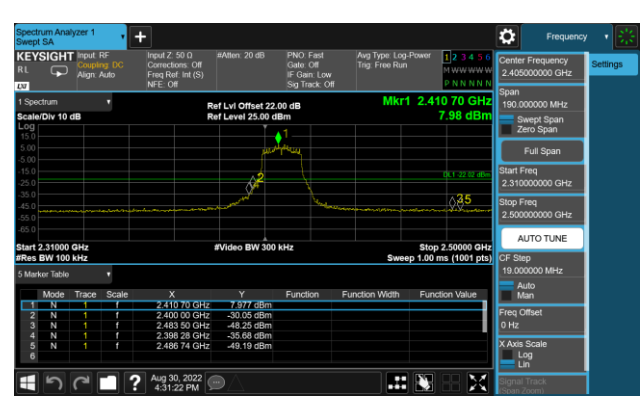 Spectrum Analyzer 1
Swept SA
Frequency
KEYSIGHT
RL
LXI
Input: RF
Coupling: DC
Align: Auto
Input Z: 50 Ω
Corrections: Off
Freq Ref: Int (S)
NFE: Off
#Atten: 20 dB
PNO: Fast
Gate: Off
IF Gain: Low
Sig Track: Off
Avg Type: Log-Power
Trig: Free Run
1 2 3 4 5 6
M W W W W W
P N N N N N
Center Frequency
2.405000000 GHz
Settings
1 Spectrum
Scale/Div 10 dB
Ref Lvl Offset 22.00 dB
Ref Level 25.00 dBm
Mkr1 2.410 70 GHz
7.98 dBm
Span
190.000000 MHz
Swept Span
Zero Span
Full Span
Log
15.0
5.00
-5.00
-15.0
-25.0
-35.0
-45.0
-55.0
-65.0
1
2
3
5
DL1 -22.02 dBm
Start Freq
2.310000000 GHz
Stop Freq
2.500000000 GHz
AUTO TUNE
Start 2.31000 GHz
#Res BW 100 kHz
#Video BW 300 kHz
Stop 2.50000 GHz
Sweep 1.00 ms (1001 pts)
CF Step
19.000000 MHz
Auto
Man
5 Marker Table
Mode Trace Scale X Y Function Function Width Function Value
1 N 1 f 2.410 70 GHz 7.977 dBm
2 N 1 f 2.400 00 GHz -30.05 dBm
3 N 1 f 2.483 50 GHz -48.25 dBm
4 N 1 f 2.398 28 GHz -35.68 dBm
5 N 1 f 2.486 74 GHz -49.19 dBm
6
Freq Offset
0 Hz
X Axis Scale
Log
Lin
Signal Track
(Span Zoom)
?
Aug 30, 2022
4:31:22 PM